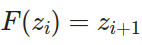 F(z_i) = z_{i+1}